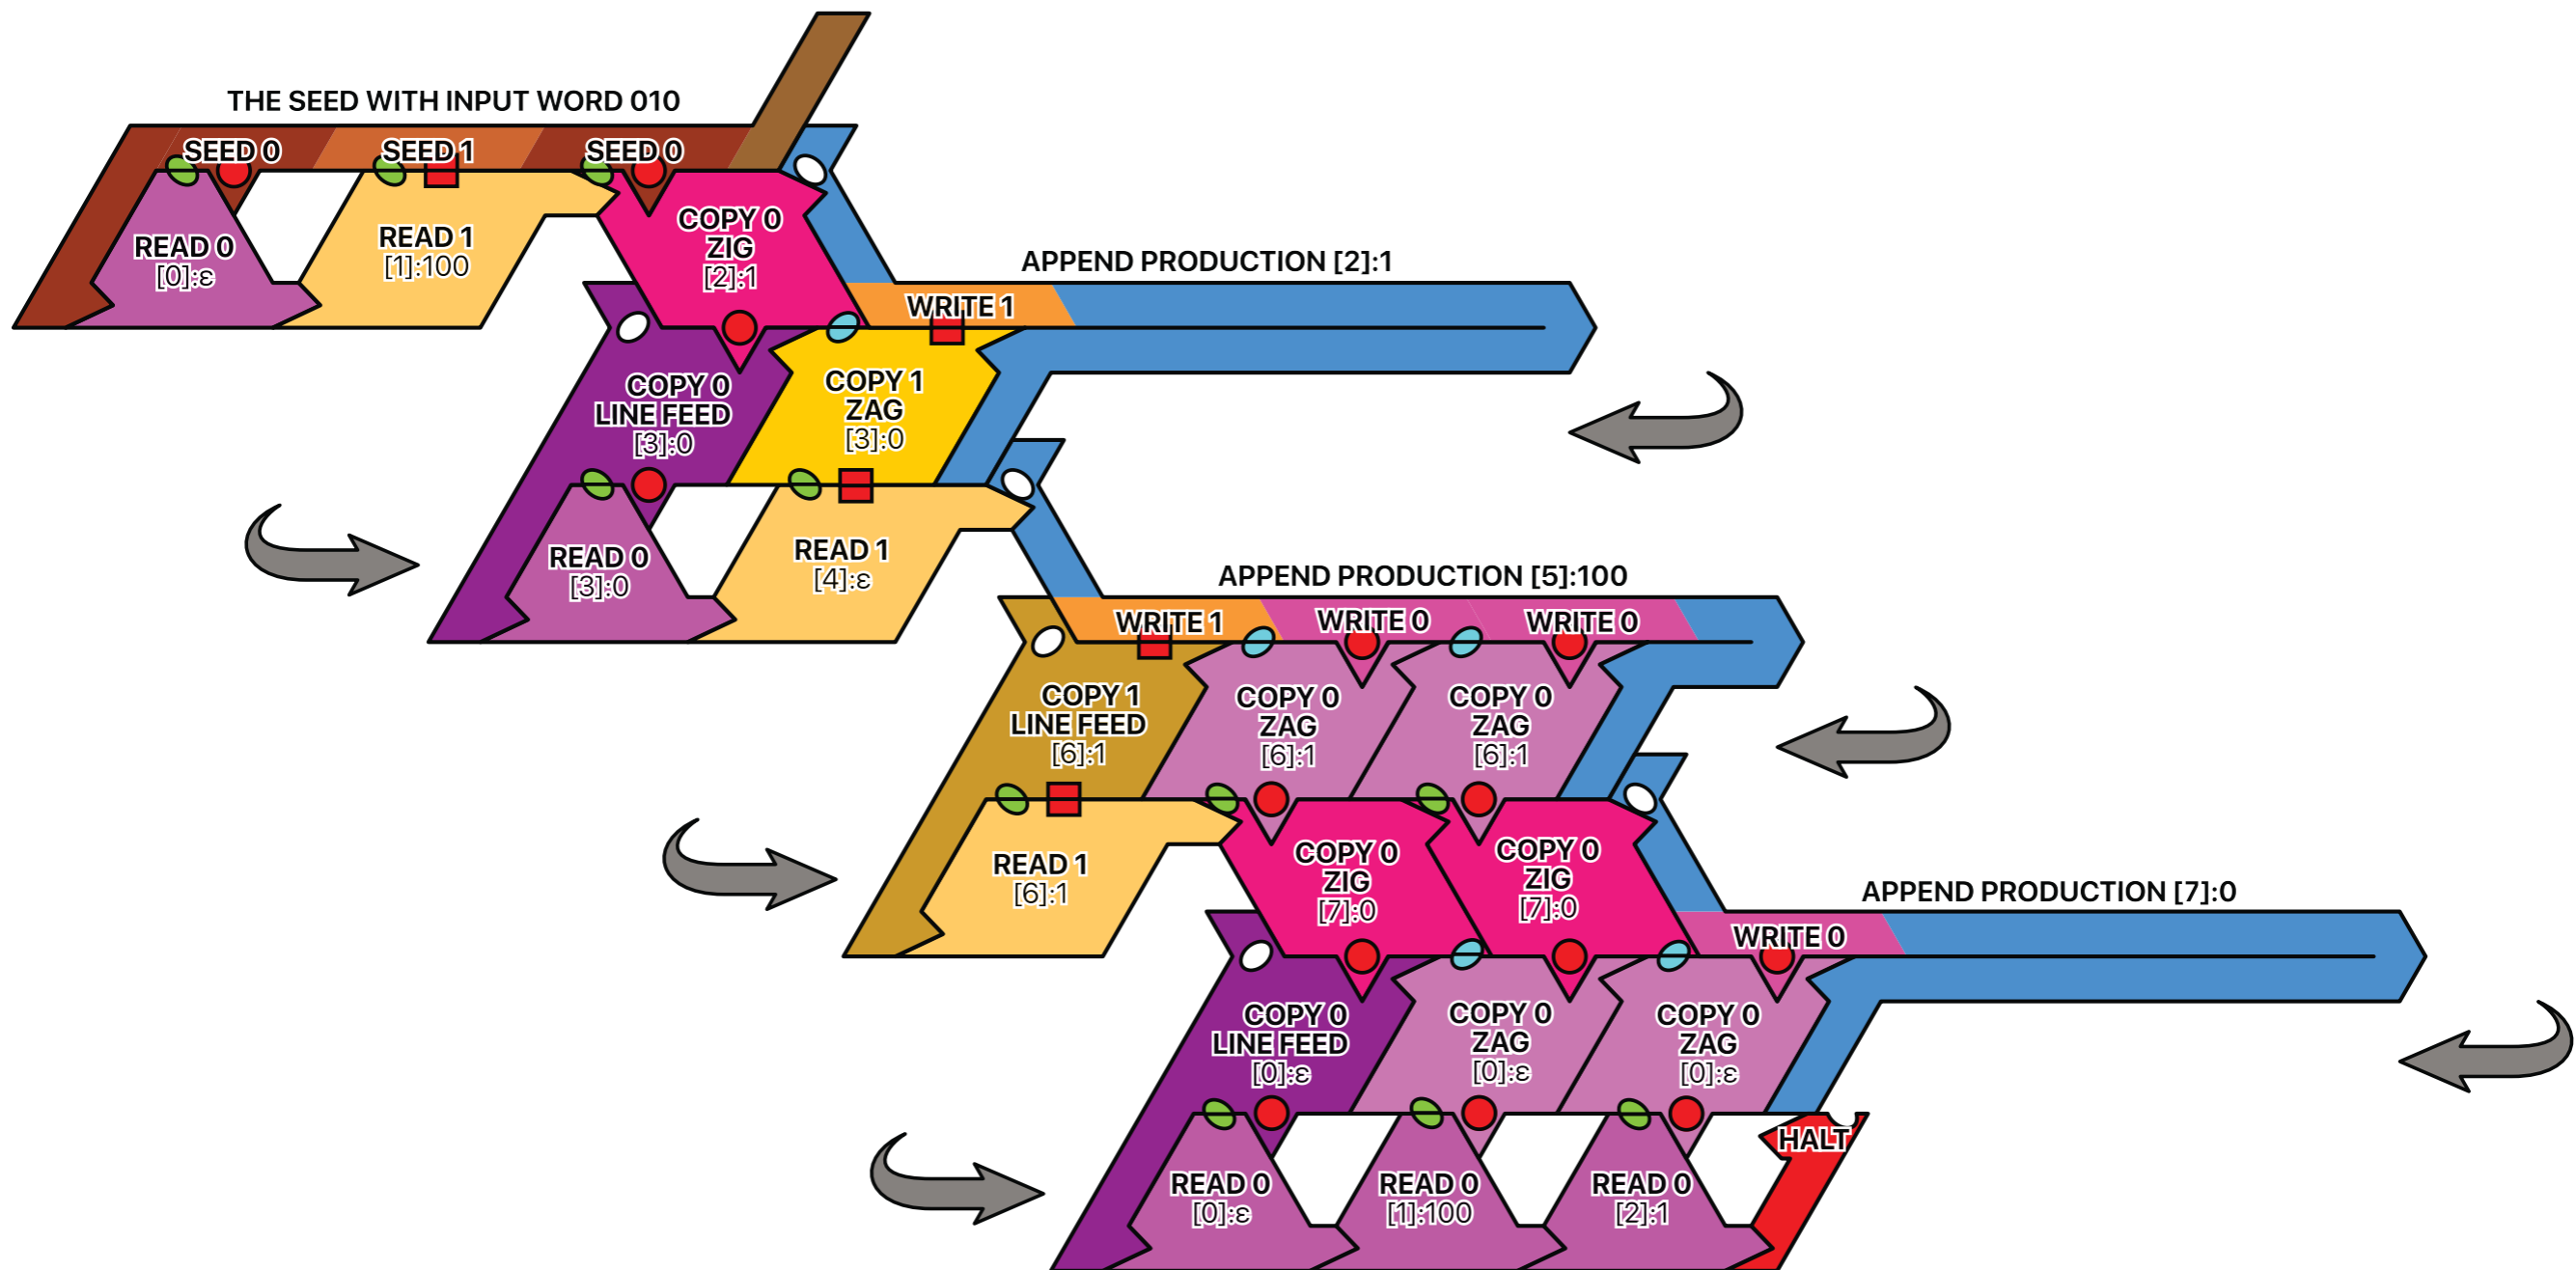 THE SEED WITH INPUT WORD 010
SEED 0
SEED 1
SEED 0
READ 0
[0]:ε
READ 1
[1]:100
COPY 0
ZIG
[2]:1
APPEND PRODUCTION [2]:1
WRITE 1
COPY 0
LINE FEED
[3]:0
COPY 1
ZAG
[3]:0
READ 0
[3]:0
READ 1
[4]:ε
APPEND PRODUCTION [5]:100
WRITE 1
WRITE 0
WRITE 0
COPY 1
LINE FEED
[6]:1
COPY 0
ZAG
[6]:1
COPY 0
ZAG
[6]:1
READ 1
[6]:1
COPY 0
ZIG
[7]:0
COPY 0
ZIG
[7]:0
APPEND PRODUCTION [7]:0
WRITE 0
COPY 0
LINE FEED
[0]:ε
COPY 0
ZAG
[0]:ε
COPY 0
ZAG
[0]:ε
READ 0
[0]:ε
READ 0
[1]:100
READ 0
[2]:1
HALT